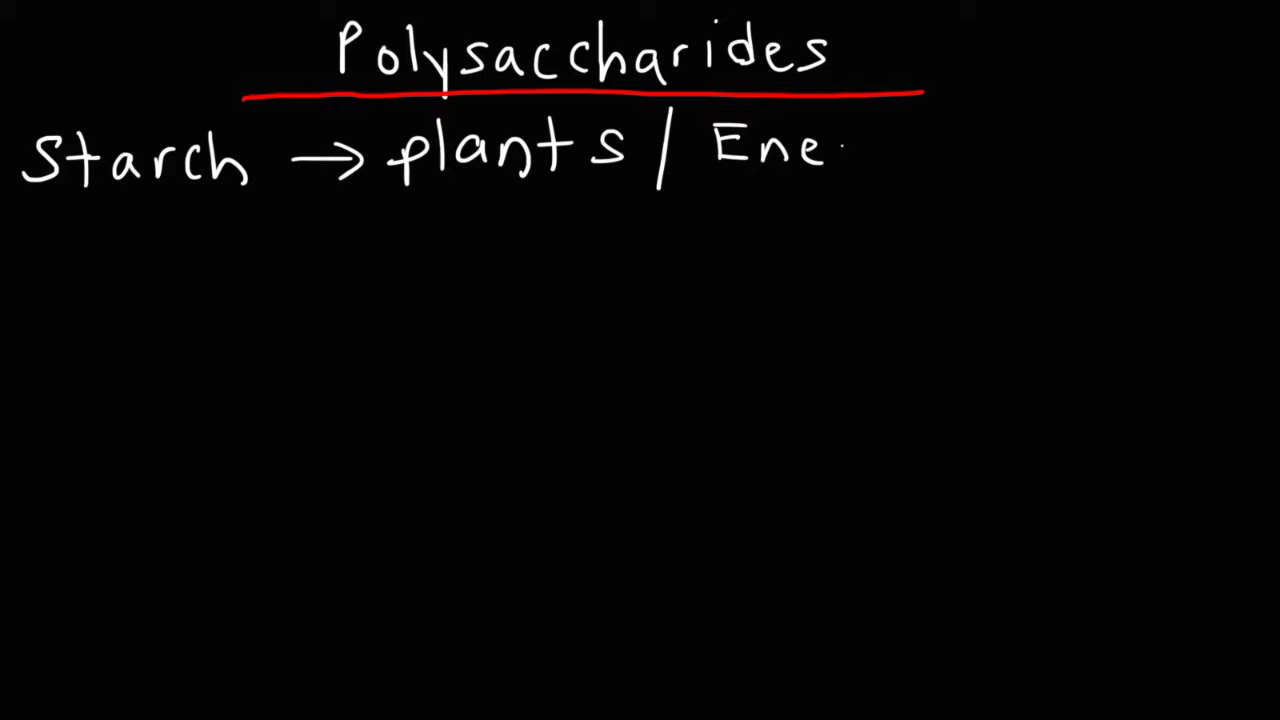 Polysaccharides
Starch → plants / Ene